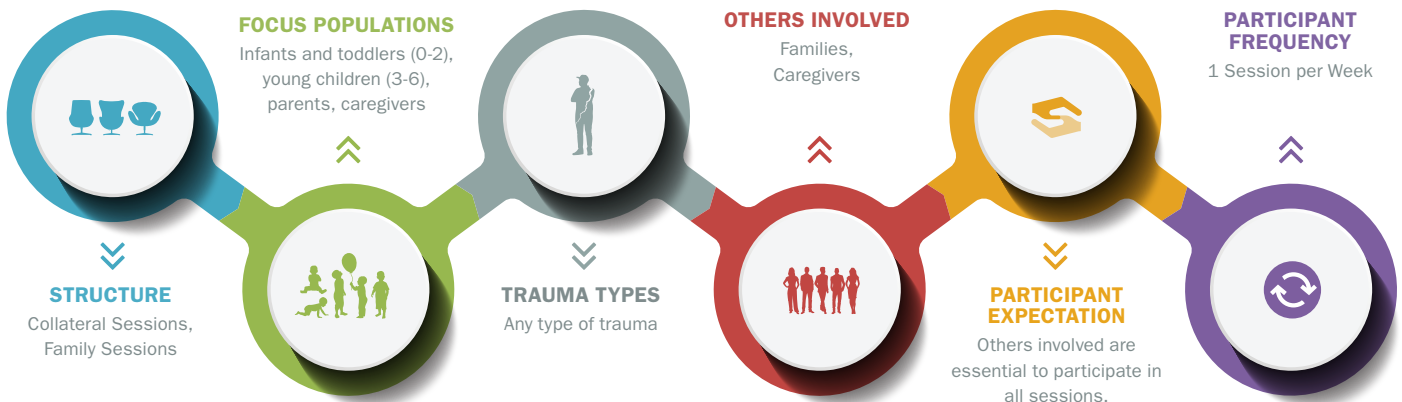 STRUCTURE
Collateral Sessions,
Family Sessions
FOCUS POPULATIONS
Infants and toddlers (0-2),
young children (3-6),
parents, caregivers
TRAUMA TYPES
Any type of trauma
OTHERS INVOLVED
Families,
Caregivers
PARTICIPANT
EXPECTATION
Others involved are
essential to participate in
all sessions.
PARTICIPANT
FREQUENCY
1 Session per Week